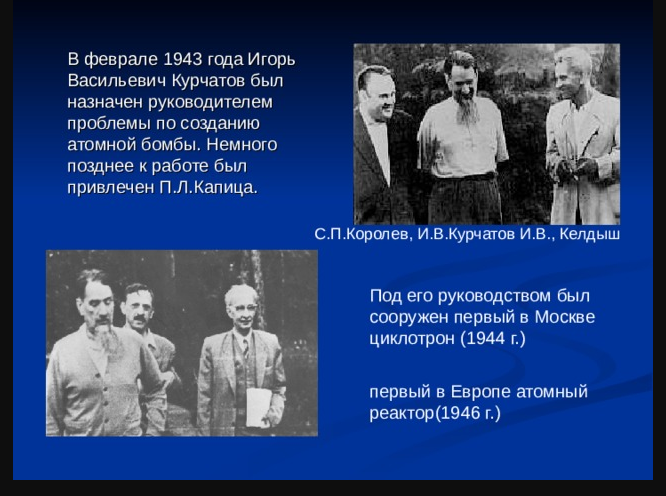 В феврале 1943 года Игорь
Васильевич Курчатов был
назначен руководителем
проблемы по созданию
атомной бомбы. Немного
позднее к работе был
привлечен П.Л.Капица.
С.П.Королев, И.В.Курчатов И.В., Келдыш
Под его руководством был
сооружен первый в Москве
циклотрон (1944 г.)
первый в Европе атомный
реактор(1946 г.)